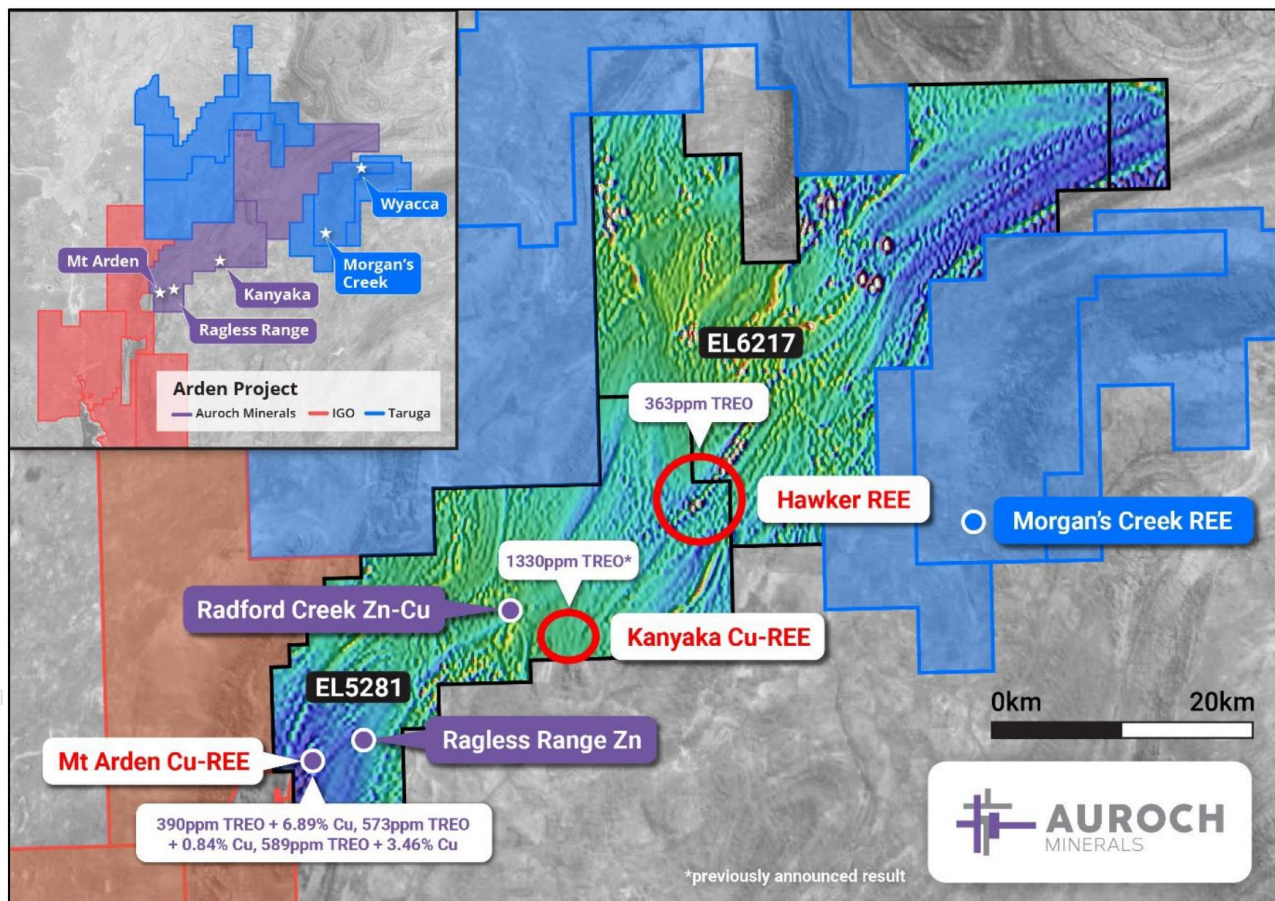 Wyacca
Mt Arden
Morgan's
Creek
Kanyaka
Ragless Range
Arden Project
Auroch Minerals
IGO
Taruga
EL6217
363ppm TREO
Hawker REE
Morgan's Creek REE
1330ppm TREO*
Radford Creek Zn-Cu
Kanyaka Cu-REE
EL5281
0km 20km
Ragless Range Zn
Mt Arden Cu-REE
390ppm TREO + 6.89% Cu, 573ppm TREO
+ 0.84% Cu, 589ppm TREO + 3.46% Cu
AUROCH
MINERALS
*previously announced result